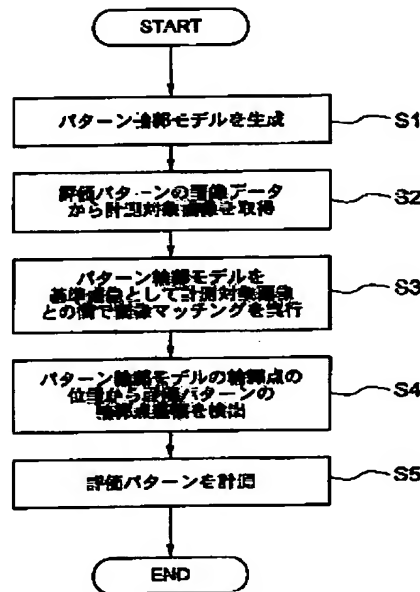 START
パターン輪郭モデルを生成
S1
評価パターンの画像データ
から計測対象画像を取得
S2
パターン輪郭モデルを
基準画像として計測対象画像
との間で画像マッチングを実行
S3
パターン輪郭モデルの輪郭点の
位置から評価パターンの
輪郭点座標を検出
S4
評価パターンを計測
S5
END